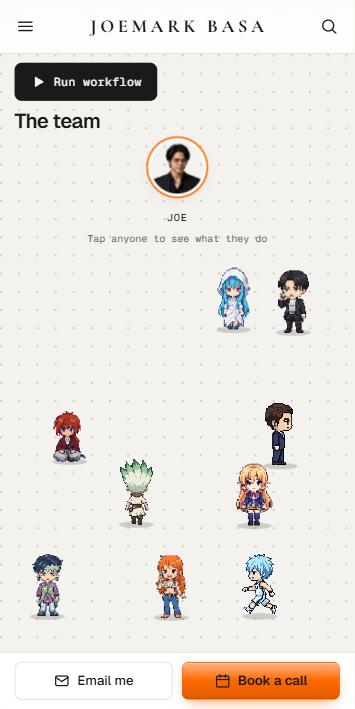 JOEMARK BASA
Run workflow
The team
JOE
Tap anyone to see what they do
Email me
Book a call